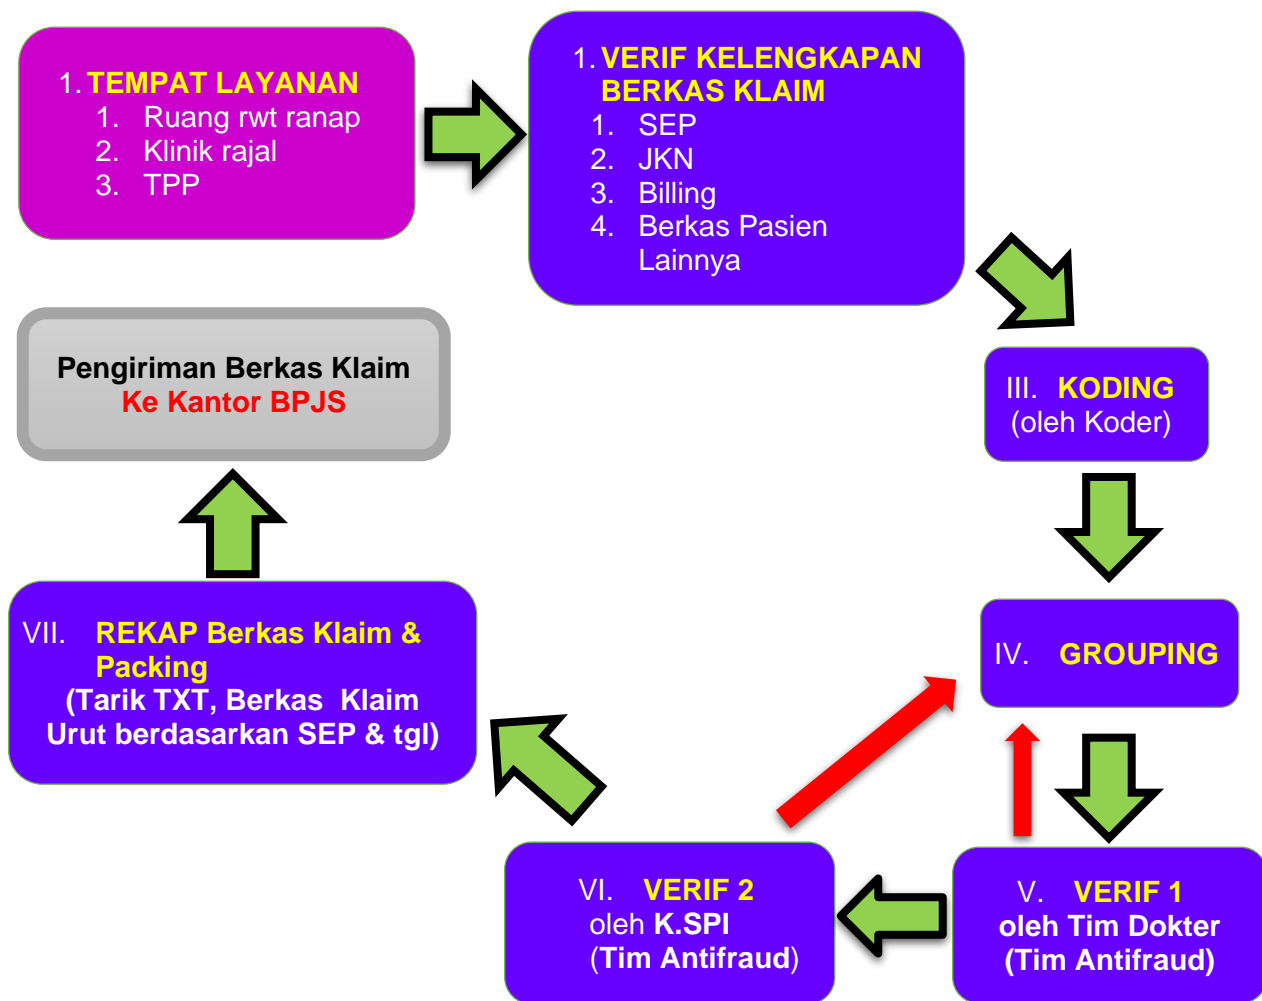 1. TEMPAT LAYANAN
1. Ruang rwt ranap
2. Klinik rajal
3. TPP
1. VERIF KELENGKAPAN
BERKAS KLAIM
1. SEP
2. JKN
3. Billing
4. Berkas Pasien
Lainnya
III. KODING
(oleh Koder)
IV. GROUPING
V. VERIF 1
oleh Tim Dokter
(Tim Antifraud)
VI. VERIF 2
oleh K.SPI
(Tim Antifraud)
VII. REKAP Berkas Klaim &
Packing
(Tarik TXT, Berkas Klaim
Urut berdasarkan SEP & tgl)
Pengiriman Berkas Klaim
Ke Kantor BPJS